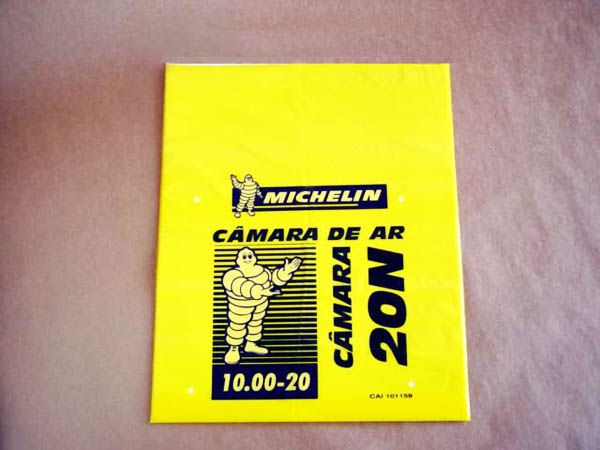 MICHELIN
CÂMARA DE AR
CÂMARA
20N
10.00-20
CAI 101159